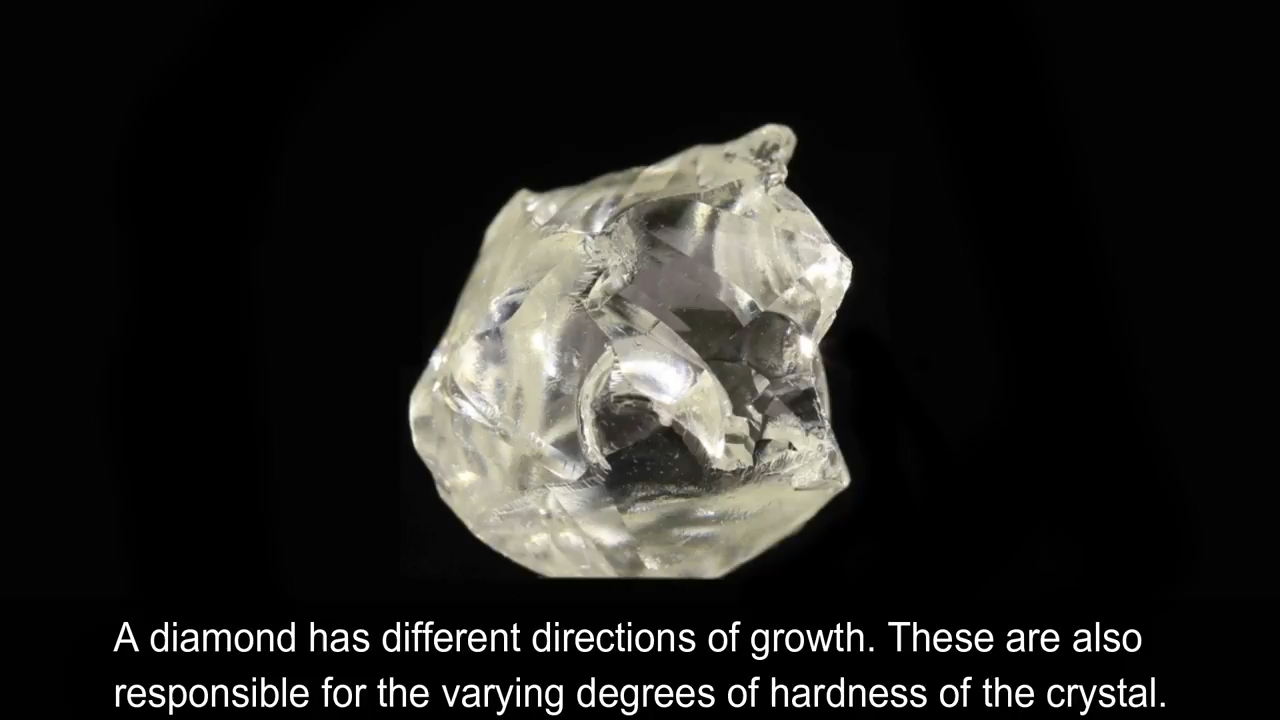 A diamond has different directions of growth. These are also
responsible for the varying degrees of hardness of the crystal.